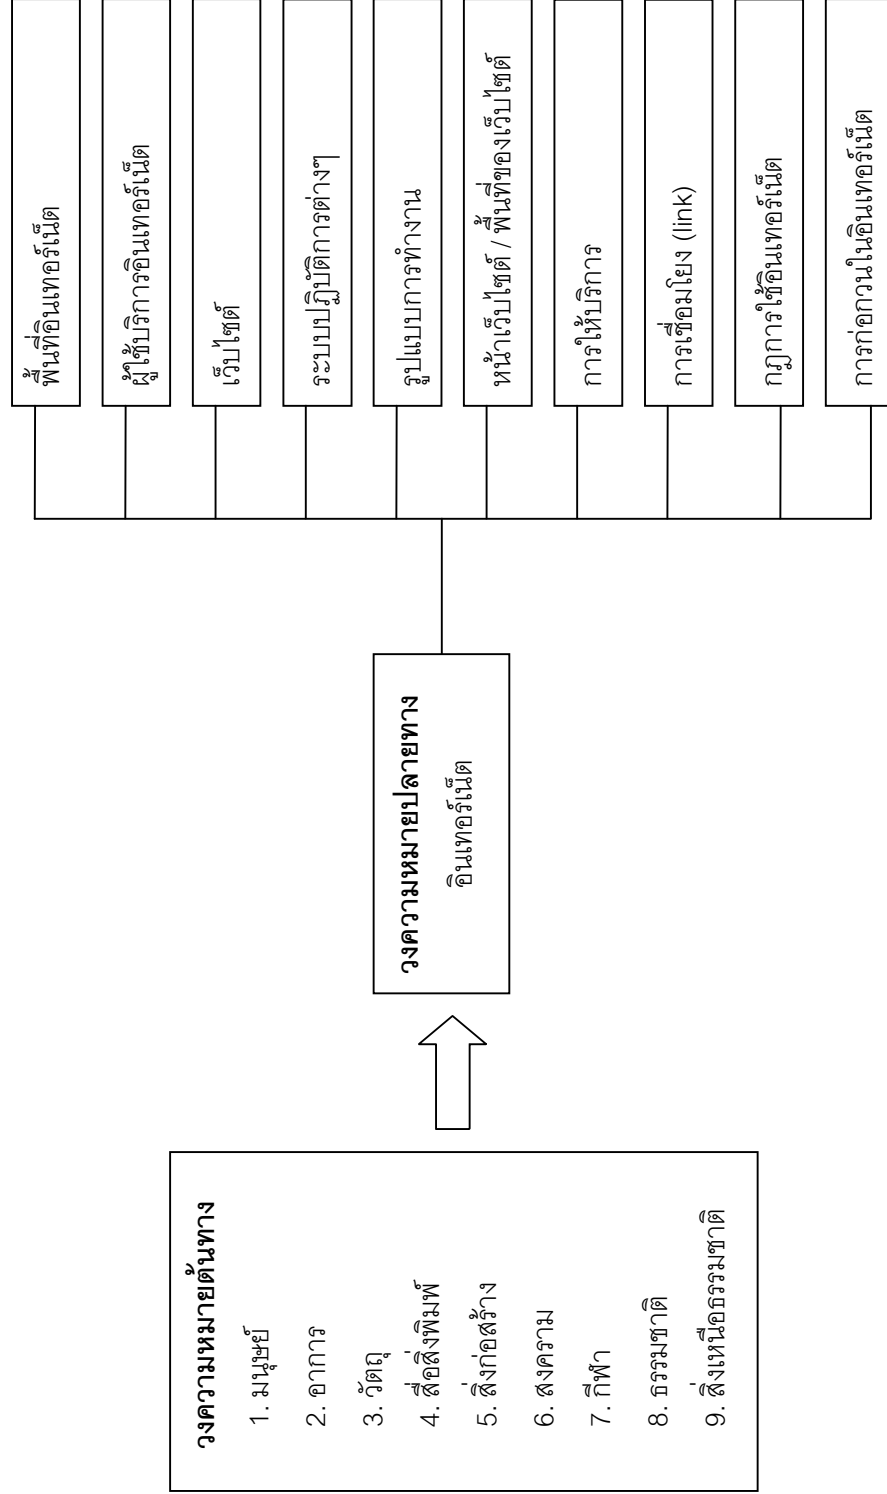 วงความหมายต้นทาง
1. มนุษย์
2. อาการ
3. วัตถุ
4. สื่อสิ่งพิมพ์
5. สิ่งก่อสร้าง
6. สงคราม
7. กีฬา
8. ธรรมชาติ
9. สิ่งเหนือธรรมชาติ
วงความหมายปลายทาง
อินเทอร์เน็ต
พื้นที่อินเทอร์เน็ต
ผู้ใช้บริการอินเทอร์เน็ต
เว็บไซต์
ระบบปฏิบัติการต่างๆ
รูปแบบการทำงาน
หน้าเว็บไซต์ / พื้นที่ของเว็บไซต์
การให้บริการ
การเชื่อมโยง (link)
กฎการใช้อินเทอร์เน็ต
การก่อกวนในอินเทอร์เน็ต